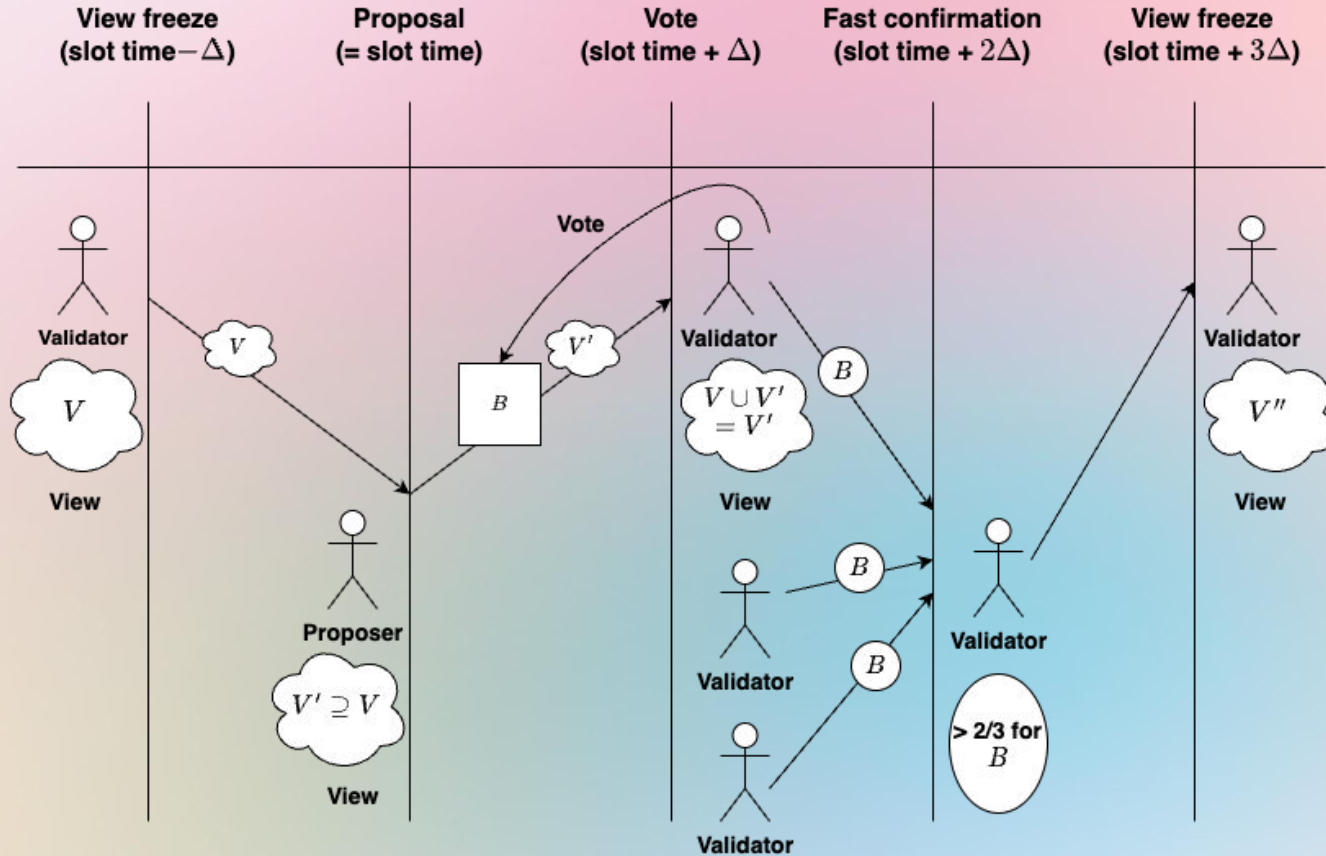 View freeze
(slot time−Δ)
Proposal
(= slot time)
Vote
(slot time + Δ)
Fast confirmation
(slot time + 2Δ)
View freeze
(slot time + 3Δ)
Validator
V
View
V
Proposer
V′ ⊇ V
View
Vote
B
V′
Validator
V ∪ V′
= V′
View
B
Validator
B
Validator
B
Validator
> 2/3 for
B
Validator
V″
View